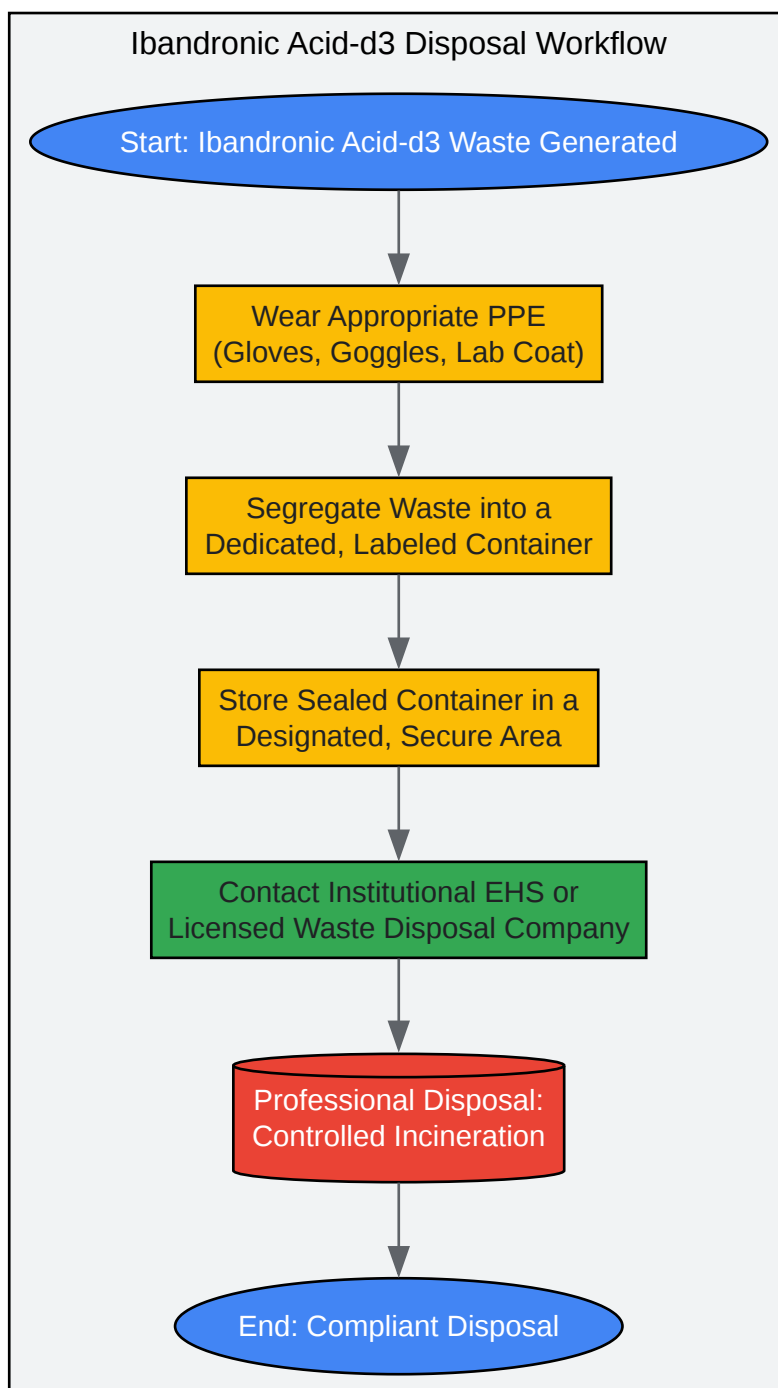 Ibandronic Acid-d3 Disposal Workflow
Start: Ibandronic Acid-d3 Waste Generated
Wear Appropriate PPE
(Gloves, Goggles, Lab Coat)
Segregate Waste into a
Dedicated, Labeled Container
Store Sealed Container in a
Designated, Secure Area
Contact Institutional EHS or
Licensed Waste Disposal Company
Professional Disposal:
Controlled Incineration
End: Compliant Disposal